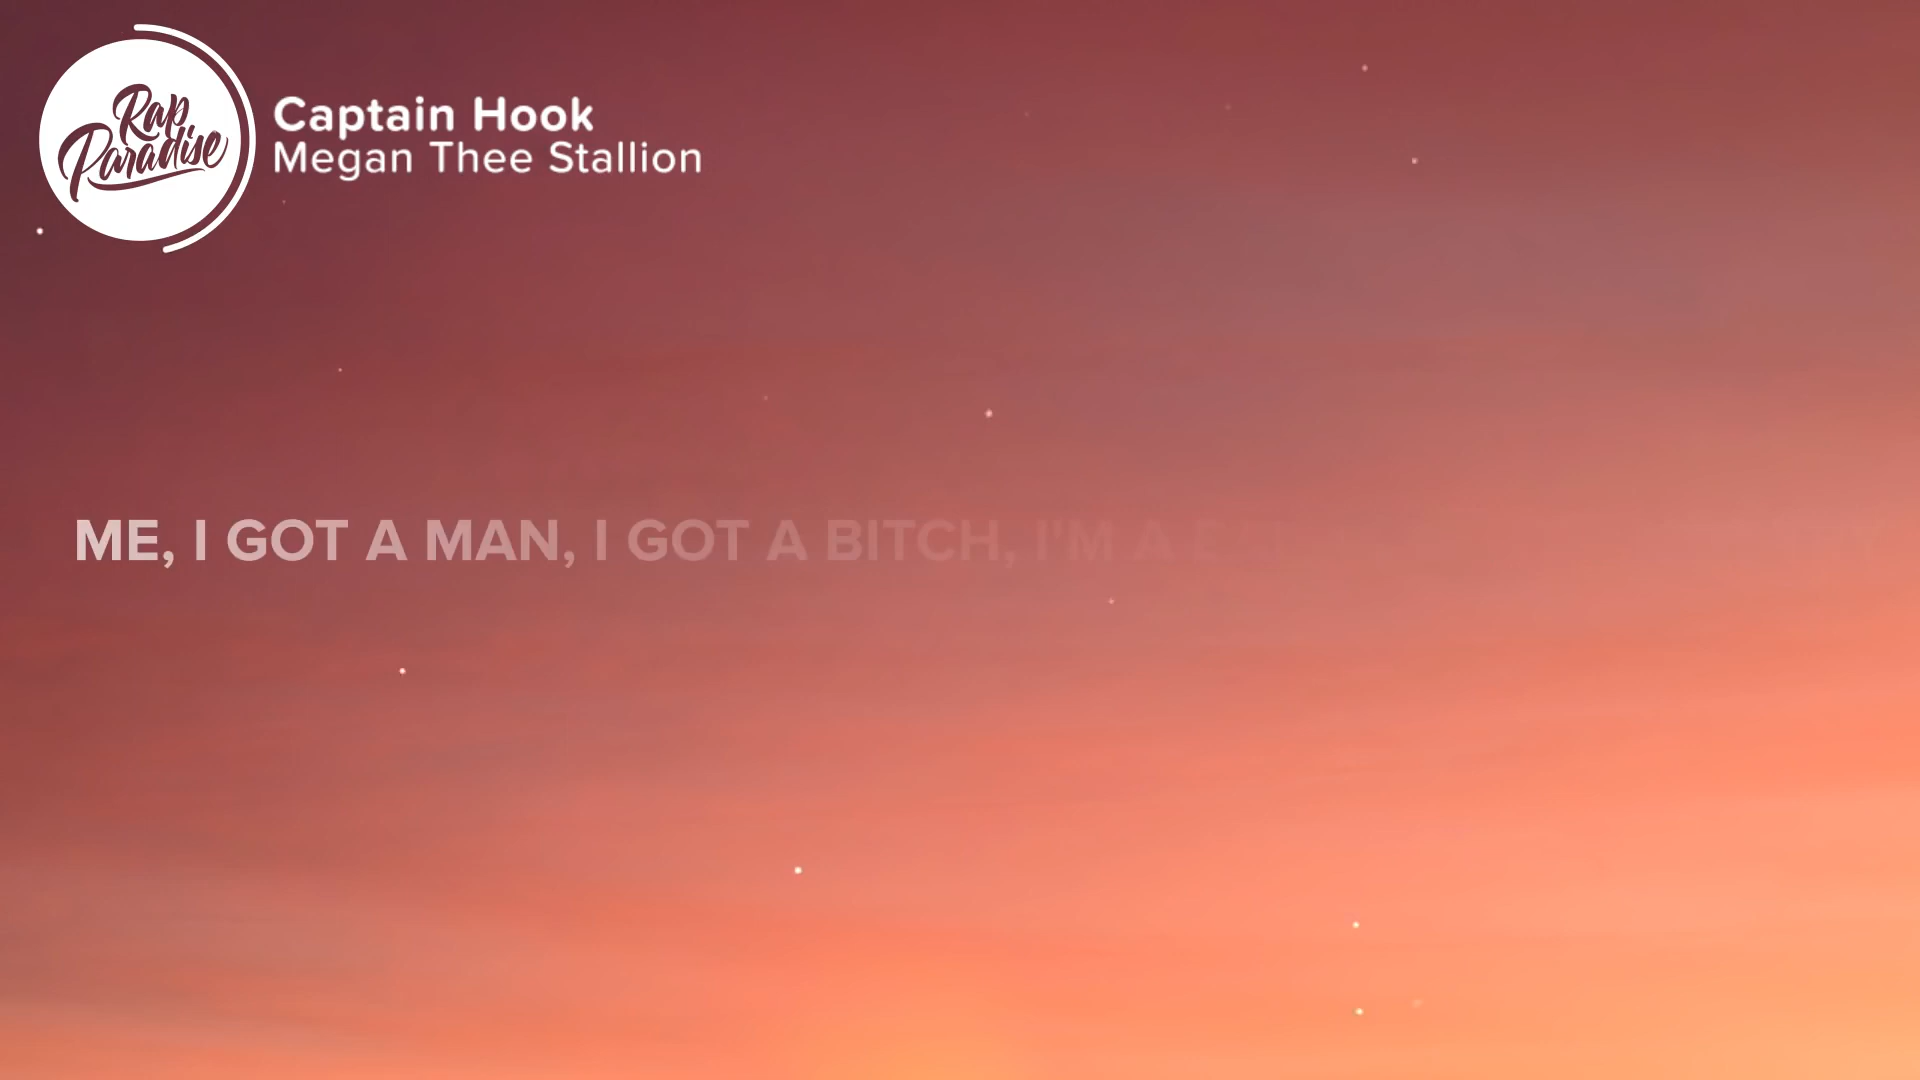 Rap
Paradise
Captain Hook
Megan Thee Stallion
ME, I GOT A MAN, I GOT A BITCH, I'M A